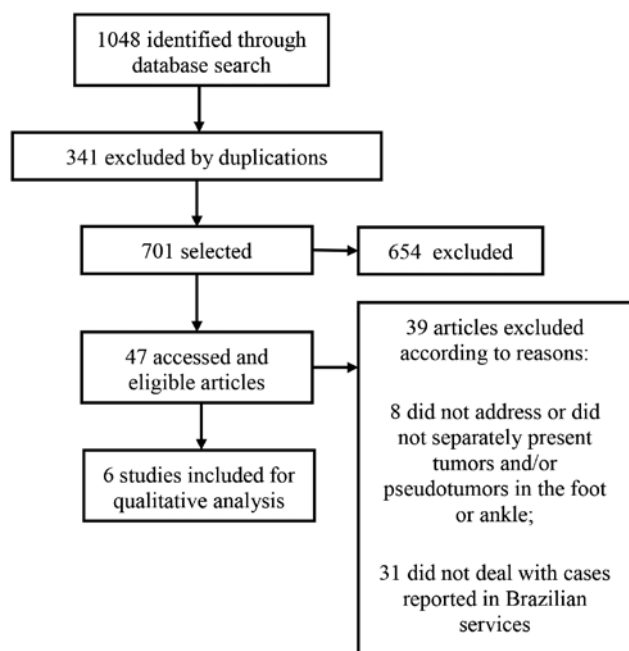 1048 identified through
database search
341 excluded by duplications
701 selected
654 excluded
47 accessed and
eligible articles
39 articles excluded
according to reasons:
8 did not address or did
not separately present
tumors and/or
pseudotumors in the foot
or ankle;
31 did not deal with cases
reported in Brazilian
services
6 studies included for
qualitative analysis